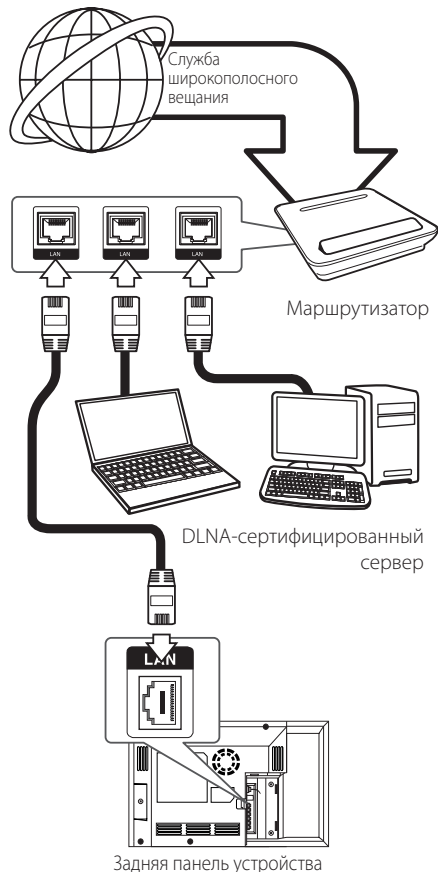 Служба
широкополосного
вещания
LAN
LAN
LAN
Маршрутизатор
DLNA-сертифицированный
сервер
LAN
Задняя панель устройства